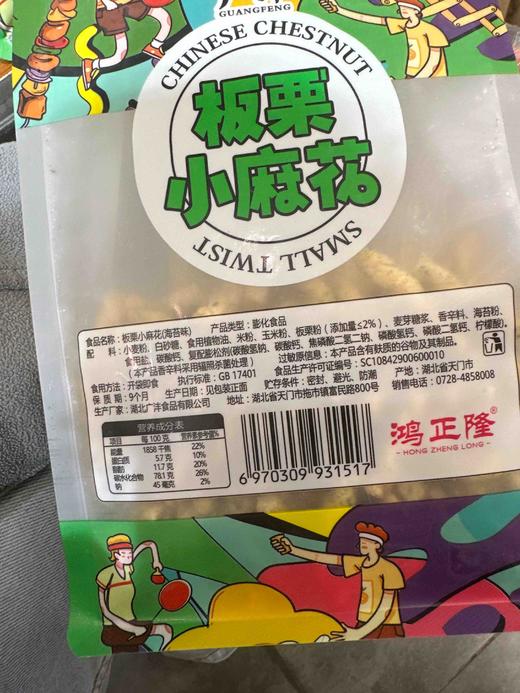 GUANGFENG
CHINESE CHESTNUT
板栗
小麻花
SMALL TWIST
食品名称：板栗小麻花(海苔味) 产品类型：膨化食品
配 料：小麦粉、白砂糖、食用植物油、米粉、玉米粉、板栗粉（添加量≤2%）、麦芽糖浆、香辛料、海苔粉、
食用盐、碳酸钙、复配膨松剂(碳酸氢钠、碳酸钙、焦磷酸二氢二钠、碳酸氢钙、磷酸二氢钙、柠檬酸)。
(本产品香辛料采用辐照杀菌处理) 过敏原信息：本产品含有麸质的谷物及其制品。
食用方法：开袋即食 执行标准：GB 17401 食品生产许可证编号：SC10842900600010
保 质 期：9个月 生产日期：见包装正面 贮存条件：密封、避光、防潮 产地：湖北省天门市
生产厂家：湖北广沣食品有限公司 地址：湖北省天门市拖市镇富民路800号 销售电话：0728-4858008
营养成分表
项目 每 100 克 营养素参考值%
能量 1858 千焦 22%
蛋白质 5.7 克 10%
脂肪 11.7 克 20%
碳水化合物 78.1 克 26%
钠 45 毫克 2%
6 970309 931517
鸿正隆®
- HONG ZHENG LONG -